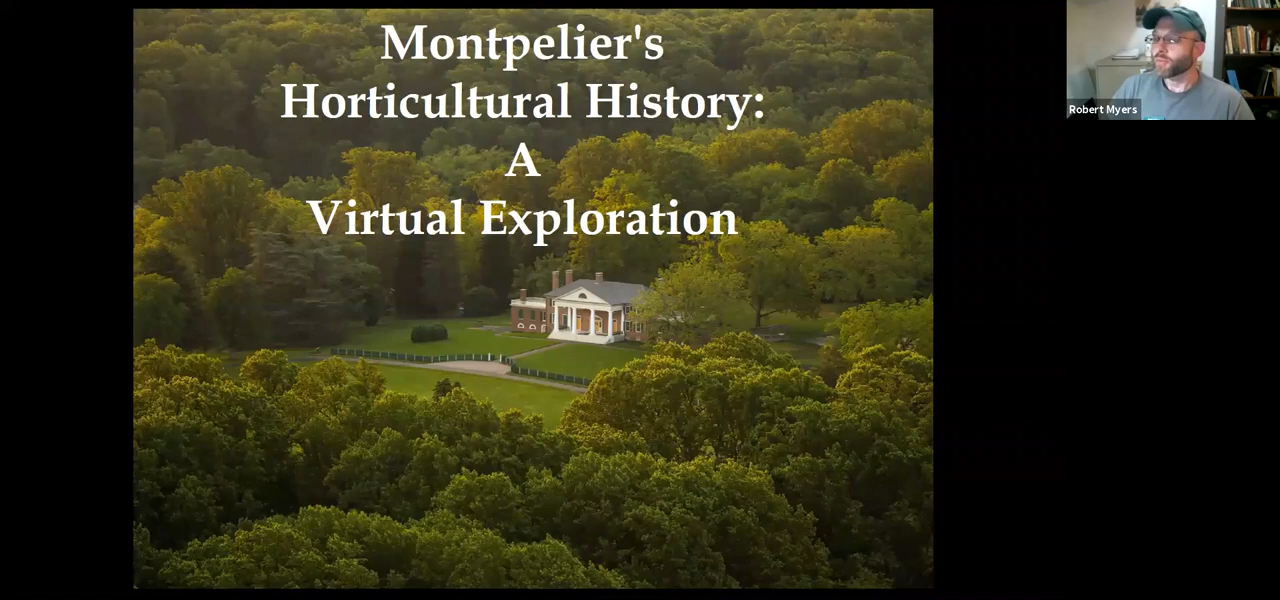 Montpelier's
Horticultural History:
A
Virtual Exploration
Robert Myers